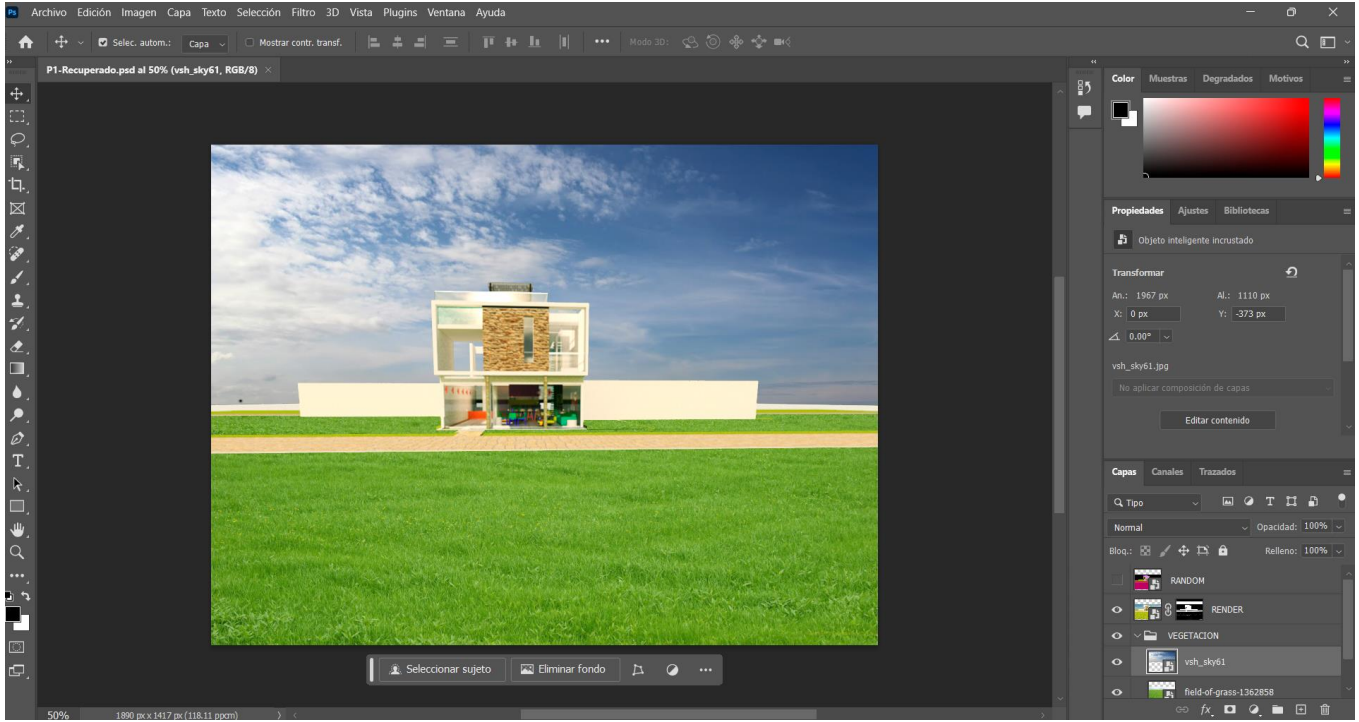 Ps Archivo Edición Imagen Capa Texto Selección Filtro 3D Vista Plugins Ventana Ayuda
Selec. autom.: Capa Mostrar contr. transf. Modo 3D:
P1-Recuperado.psd al 50% (vsh_sky61, RGB/8)
Color Muestras Degradados Motivos
Propiedades Ajustes Bibliotecas
Objeto inteligente incrustado
Transformar
An.: 1967 px Al.: 1110 px
X: 0 px Y: -373 px
0.00°
vsh_sky61.jpg
No aplicar composición de capas
Editar contenido
Capas Canales Trazados
Tipo
Normal Opacidad: 100%
Bloq.: Relleno: 100%
RANDOM
RENDER
VEGETACION
vsh_sky61
field-of-grass-1362858
Seleccionar sujeto Eliminar fondo
50% 1890 px x 1417 px (118.11 ppcm)